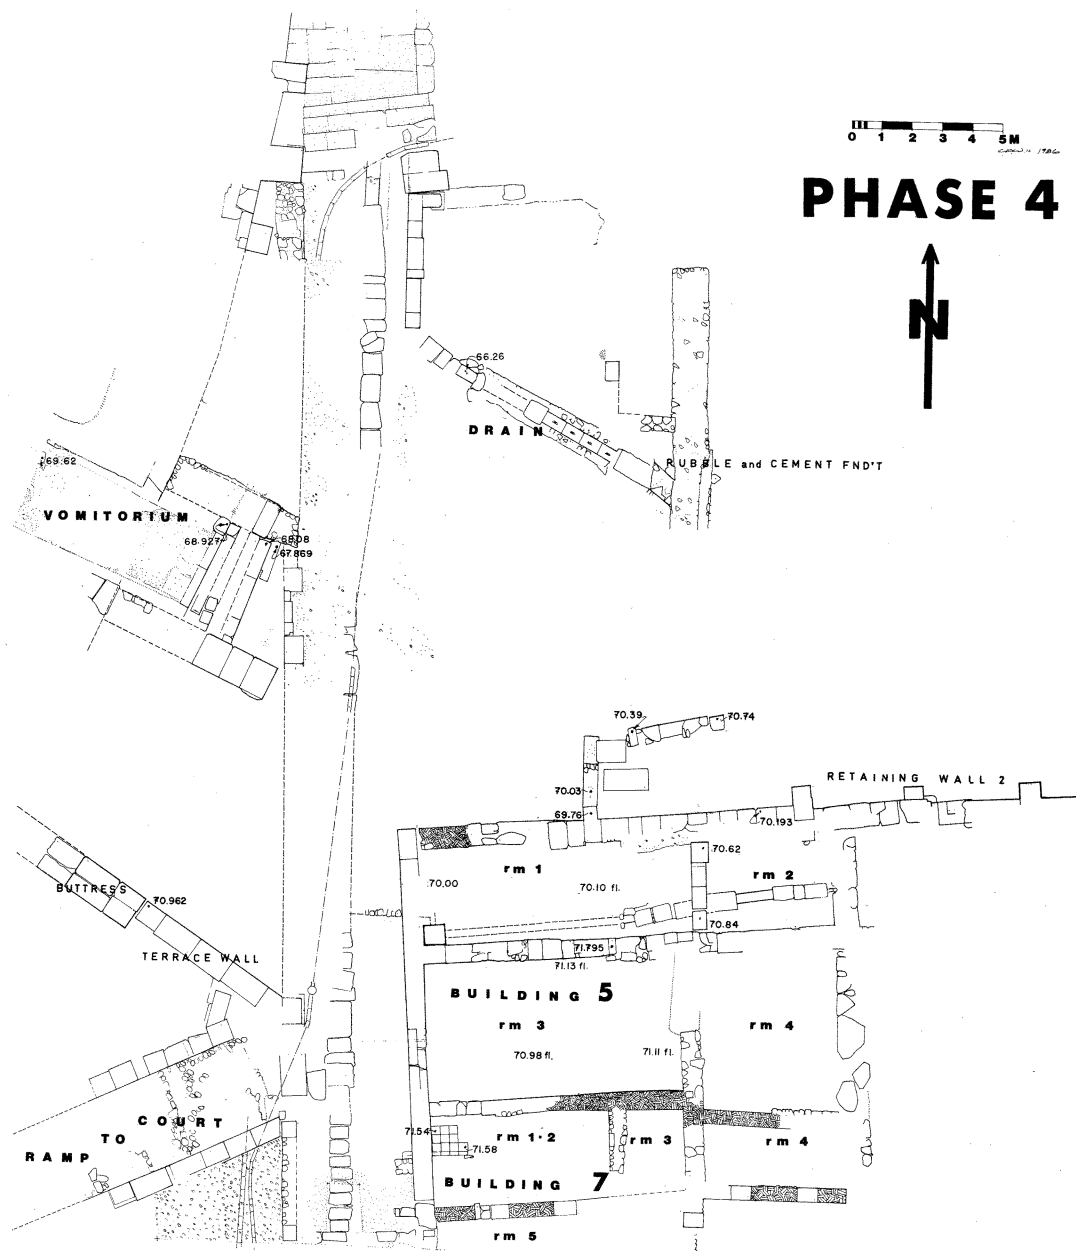 0 1 2 3 4 5 M
1986
PHASE 4
N
66.26
DRAIN
RUBBLE and CEMENT FND'T
69.62
VOMITORIUM
68.927
68.08
67.869
70.39
70.74
RETAINING WALL 2
70.03
69.76
70.193
rm 1
70.62
rm 2
70.00
70.10 fl.
BUTTRESS
70.962
70.84
TERRACE WALL
71.795
71.13 fl.
BUILDING 5
rm 3
rm 4
70.98 fl.
71.11 fl.
COURT
TO
RAMP
71.54
rm 1-2
rm 3
rm 4
71.58
BUILDING 7
rm 5